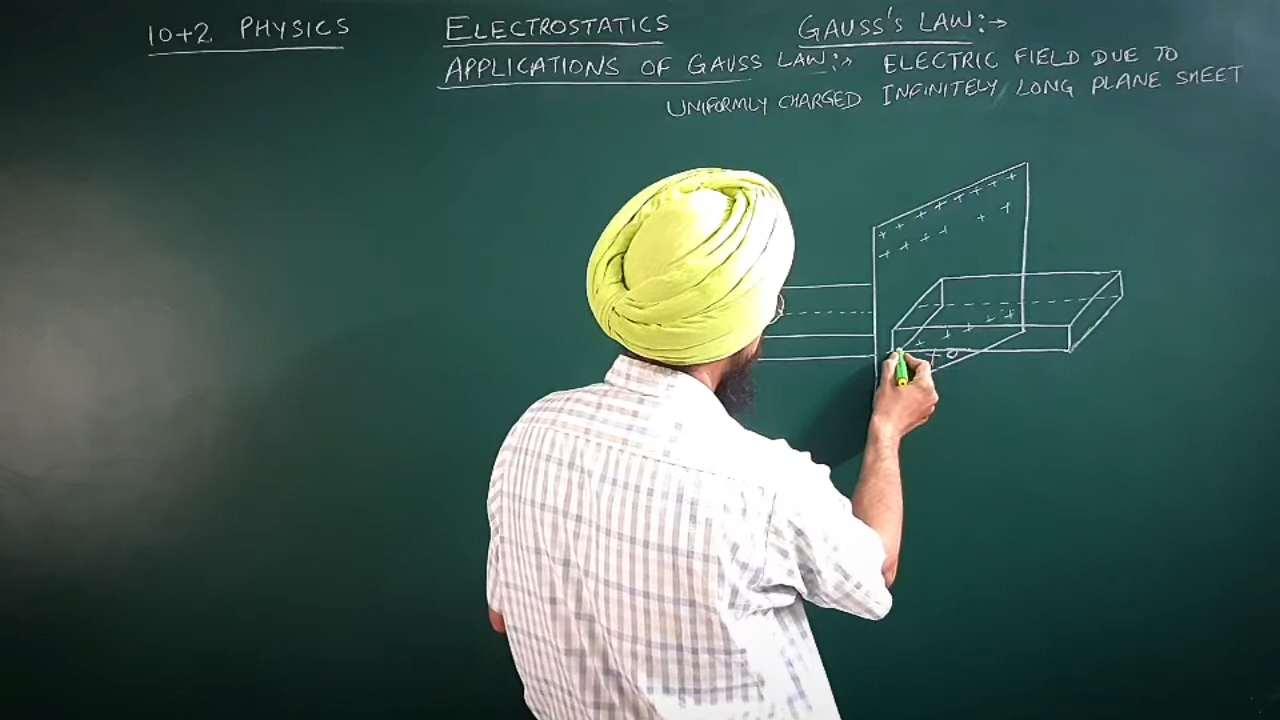 10+2 PHYSICS
ELECTROSTATICS
GAUSS'S LAW:→
APPLICATIONS OF GAUSS LAW:→ ELECTRIC FIELD DUE TO
UNIFORMLY CHARGED INFINITELY LONG PLANE SHEET